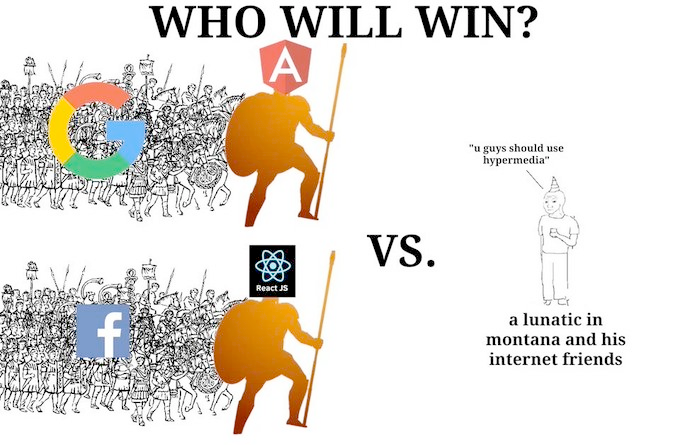 WHO WILL WIN?
A
G
"u guys should use
hypermedia"
VS.
React JS
f
a lunatic in
montana and his
internet friends